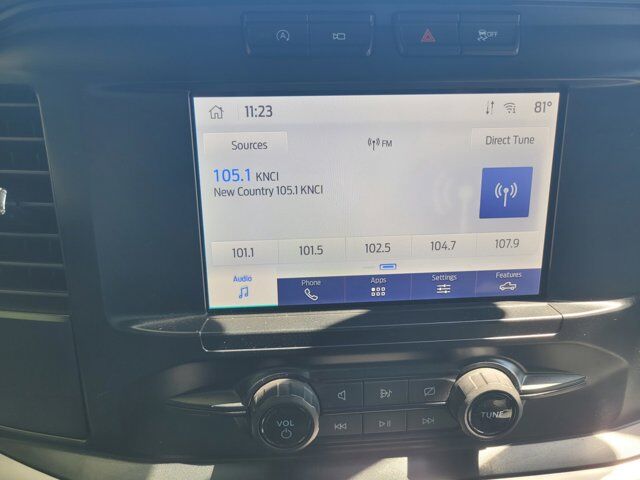 OFF
11:23
81°
Sources
FM
Direct Tune
105.1 KNCI
New Country 105.1 KNCI
101.1 101.5 102.5 104.7 107.9
Audio Phone Apps Settings Features
VOL
TUNE